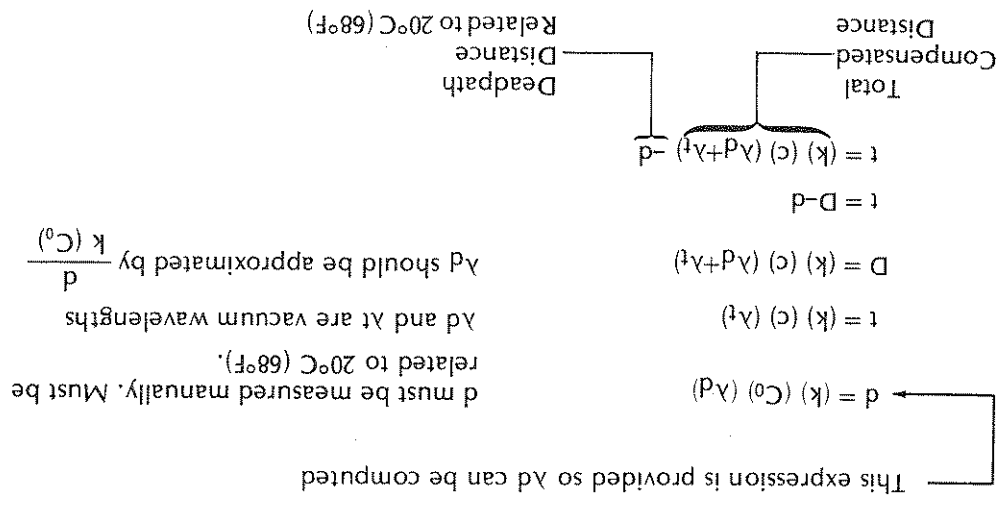 This expression is provided so λd can be computed
d = (k) (C₀) (λd)
d must be measured manually. Must be
related to 20°C (68°F).
t = (k) (c) (λt)
λd and tλ are vacuum wavelengths
D = (k) (c) (λd+λt)
λd should be approximated by d / k (C₀)
t = D-d
t = (k) (c) (λd+λt) -d
Total
Compensated
Distance
Deadpath
Distance
Related to 20°C (68°F)